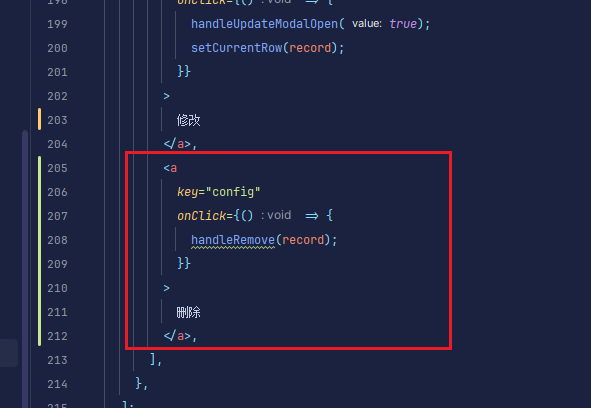 198 onClick={() : void => {
199 handleUpdateModalOpen( value: true);
200 setCurrentRow(record);
201 }}
202 >
203 修改
204 </a>,
205 <a
206 key="config"
207 onClick={() : void => {
208 handleRemove(record);
209 }}
210 >
211 删除
212 </a>,
213 ],
214 },
215 ];